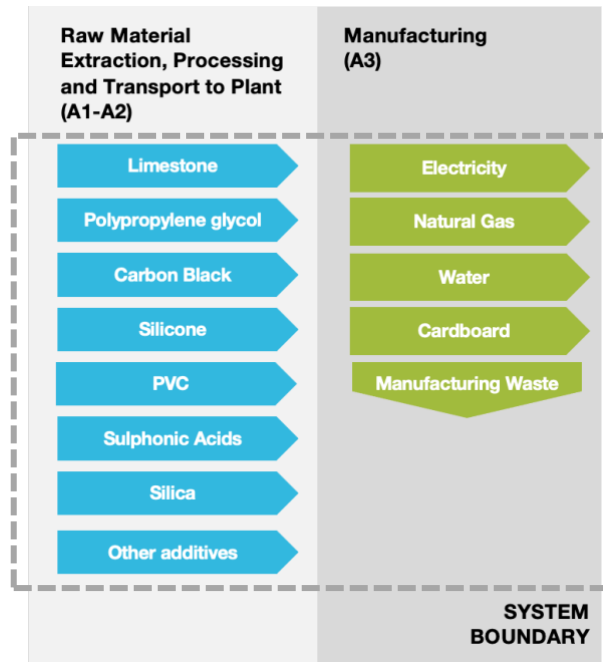 Raw Material
Extraction, Processing
and Transport to Plant
(A1-A2)
Manufacturing
(A3)
Limestone
Polypropylene glycol
Carbon Black
Silicone
PVC
Sulphonic Acids
Silica
Other additives
Electricity
Natural Gas
Water
Cardboard
Manufacturing Waste
SYSTEM
BOUNDARY